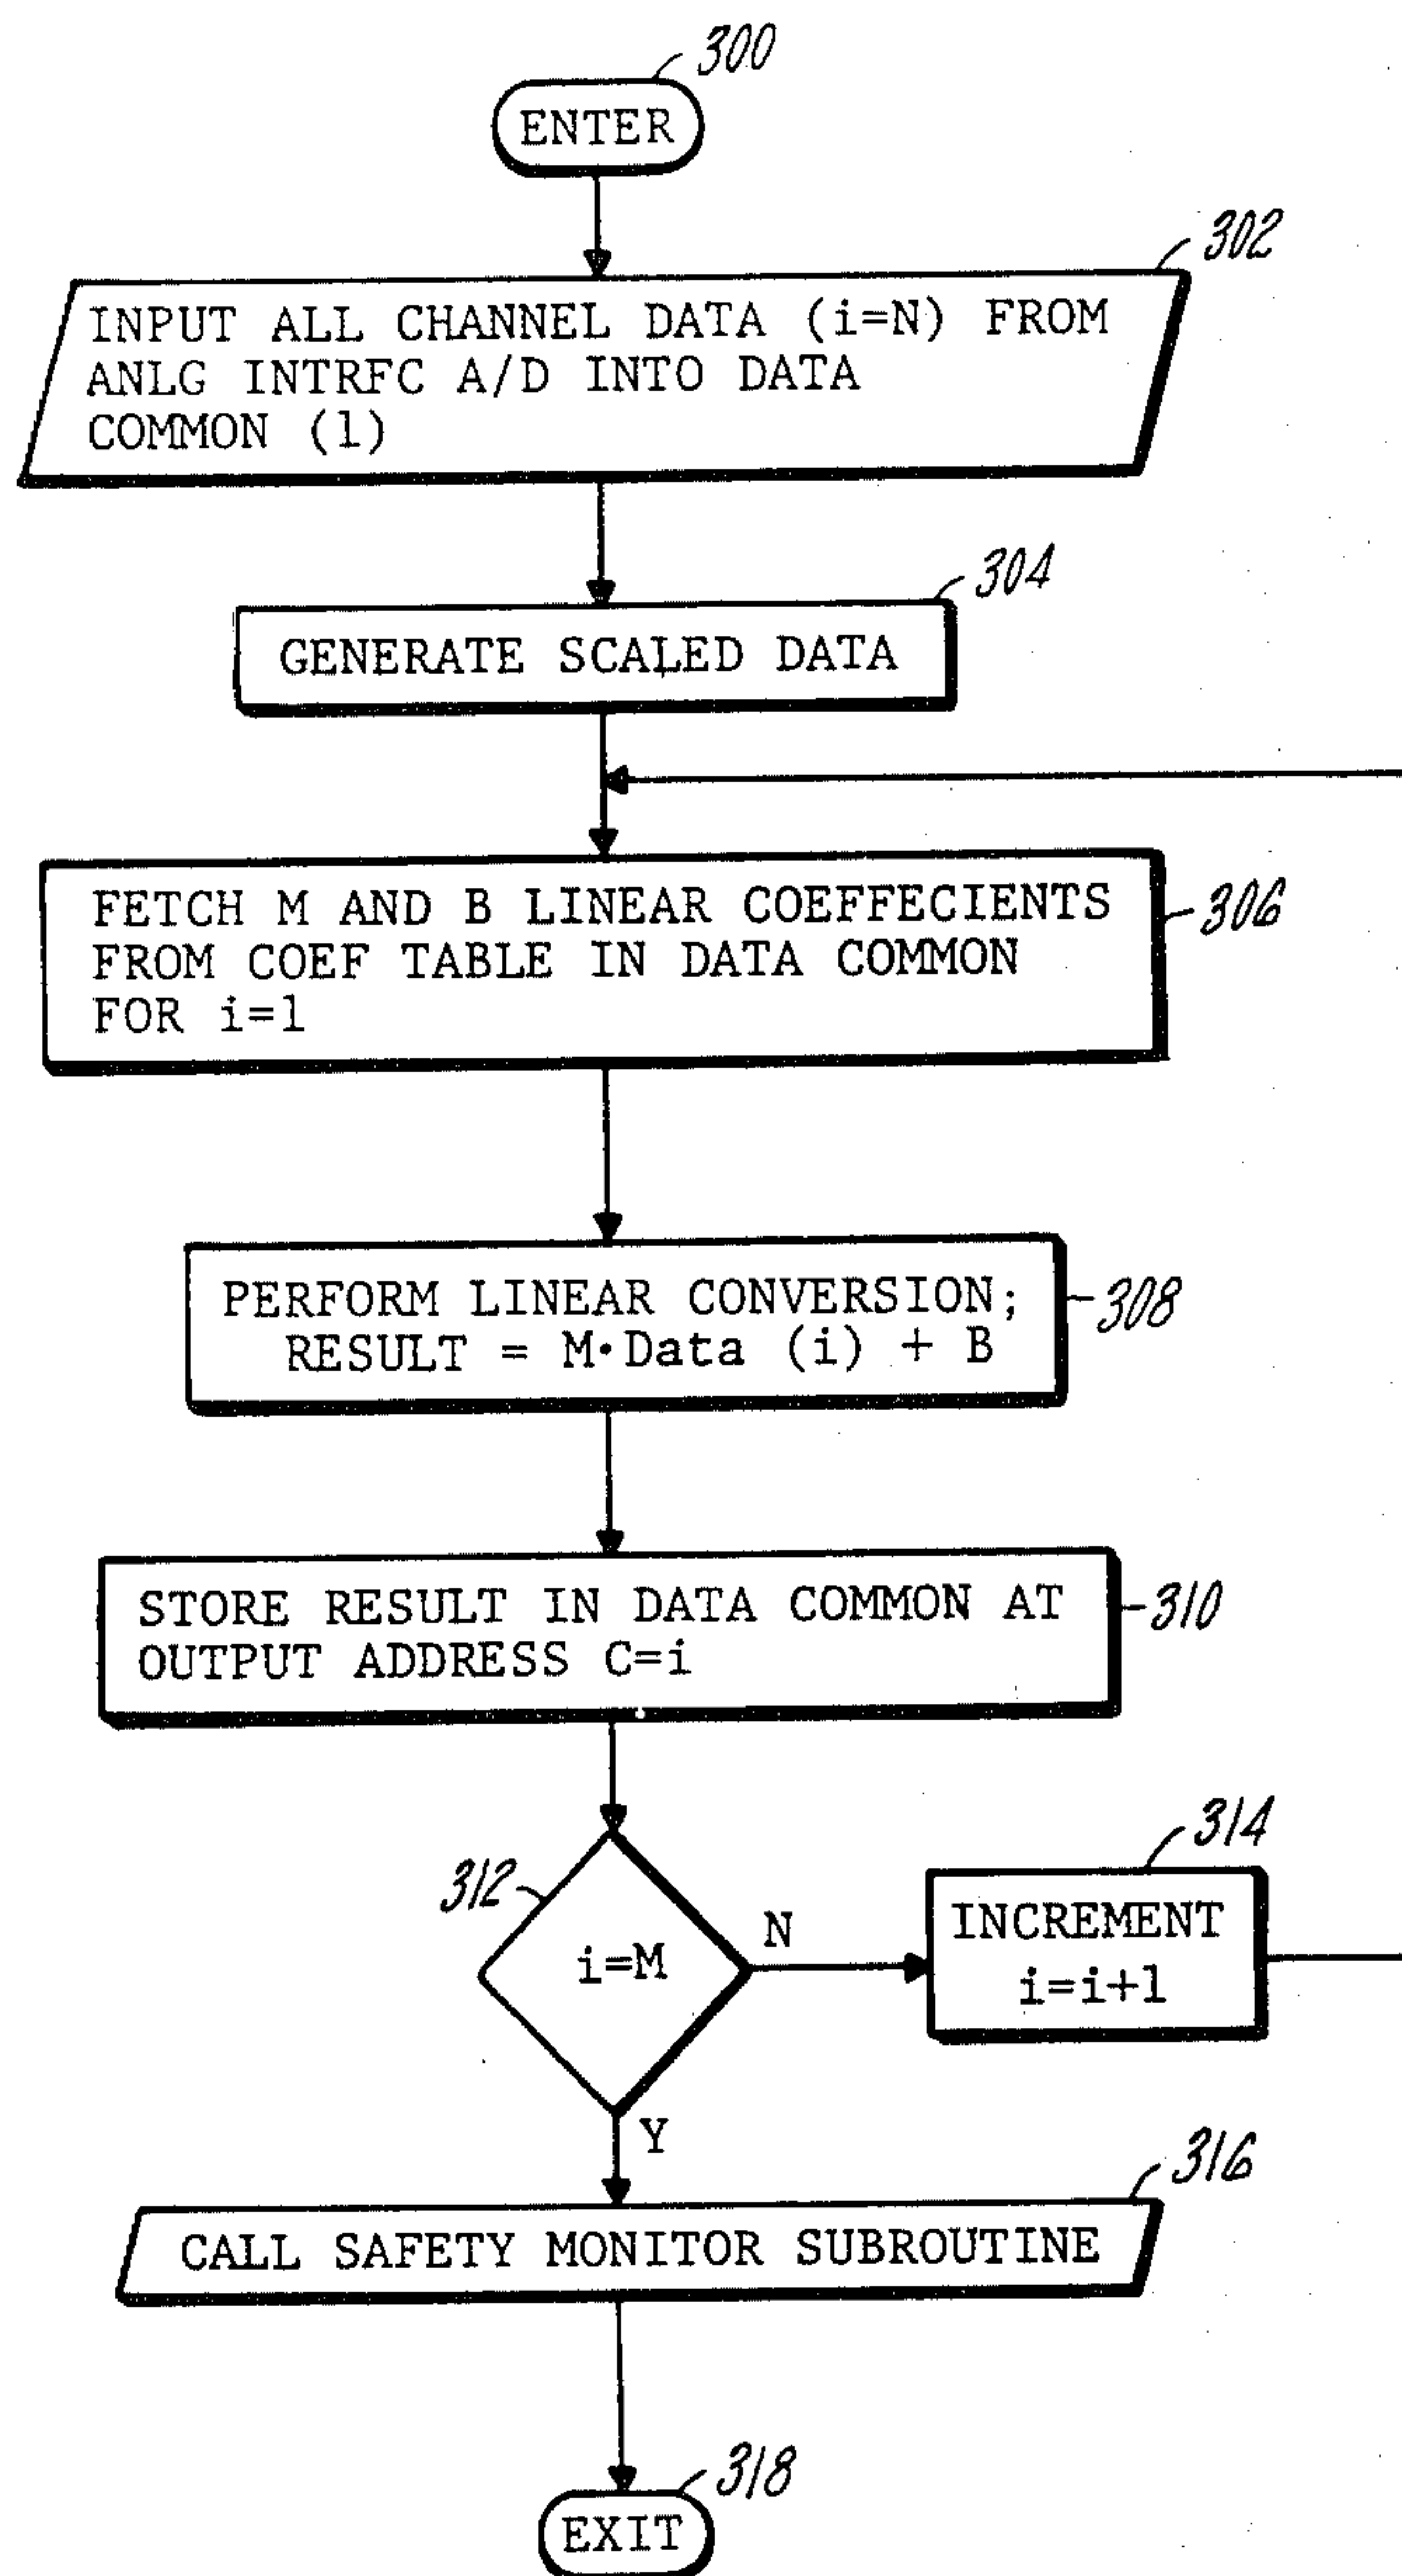 300
ENTER
302
INPUT ALL CHANNEL DATA (i=N) FROM
ANLG INTRFC A/D INTO DATA
COMMON (1)
304
GENERATE SCALED DATA
306
FETCH M AND B LINEAR COEFFECIENTS
FROM COEF TABLE IN DATA COMMON
FOR i=1
308
PERFORM LINEAR CONVERSION;
RESULT = M·Data (i) + B
310
STORE RESULT IN DATA COMMON AT
OUTPUT ADDRESS C=i
312
i=M
N
314
INCREMENT
i=i+1
Y
316
CALL SAFETY MONITOR SUBROUTINE
318
EXIT